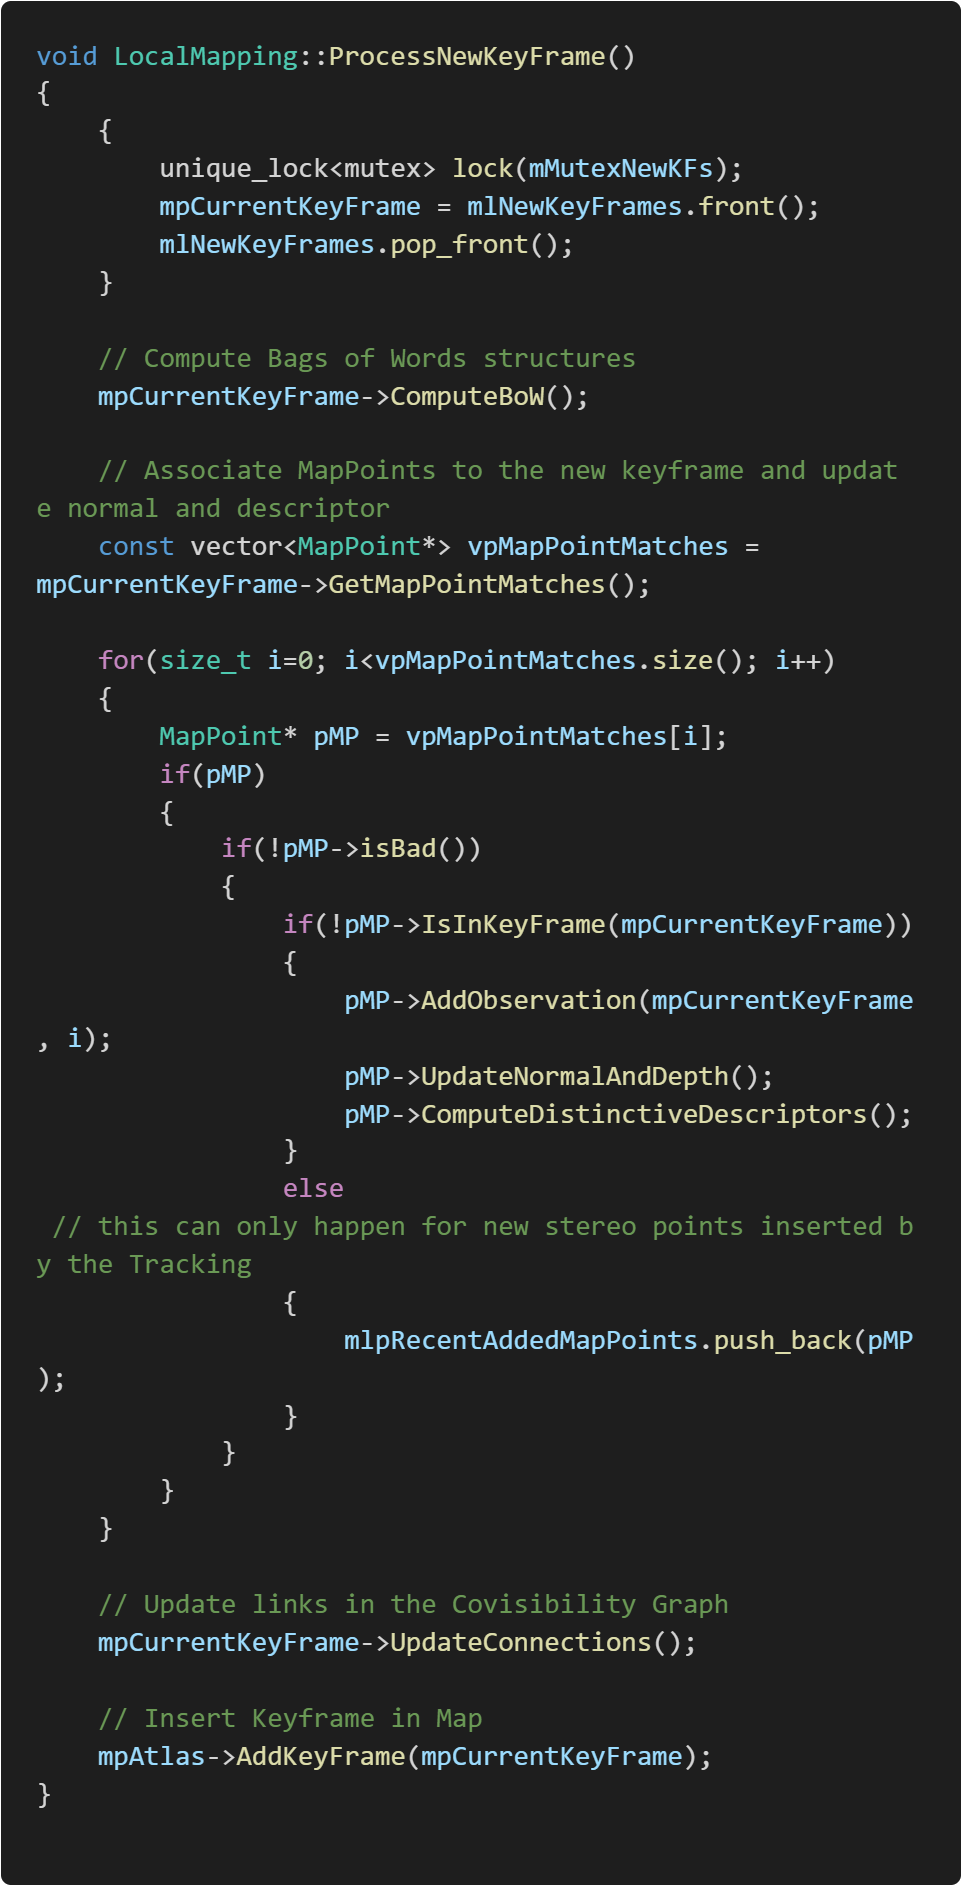 void LocalMapping::ProcessNewKeyFrame()
{
    {
        unique_lock<mutex> lock(mMutexNewKFs);
        mpCurrentKeyFrame = mlNewKeyFrames.front();
        mlNewKeyFrames.pop_front();
    }

    // Compute Bags of Words structures
    mpCurrentKeyFrame->ComputeBoW();

    // Associate MapPoints to the new keyframe and updat
e normal and descriptor
    const vector<MapPoint*> vpMapPointMatches =
mpCurrentKeyFrame->GetMapPointMatches();

    for(size_t i=0; i<vpMapPointMatches.size(); i++)
    {
        MapPoint* pMP = vpMapPointMatches[i];
        if(pMP)
        {
            if(!pMP->isBad())
            {
                if(!pMP->IsInKeyFrame(mpCurrentKeyFrame))
                {
                    pMP->AddObservation(mpCurrentKeyFrame
, i);
                    pMP->UpdateNormalAndDepth();
                    pMP->ComputeDistinctiveDescriptors();
                }
                else
 // this can only happen for new stereo points inserted b
y the Tracking
                {
                    mlpRecentAddedMapPoints.push_back(pMP
);
                }
            }
        }
    }

    // Update links in the Covisibility Graph
    mpCurrentKeyFrame->UpdateConnections();

    // Insert Keyframe in Map
    mpAtlas->AddKeyFrame(mpCurrentKeyFrame);
}